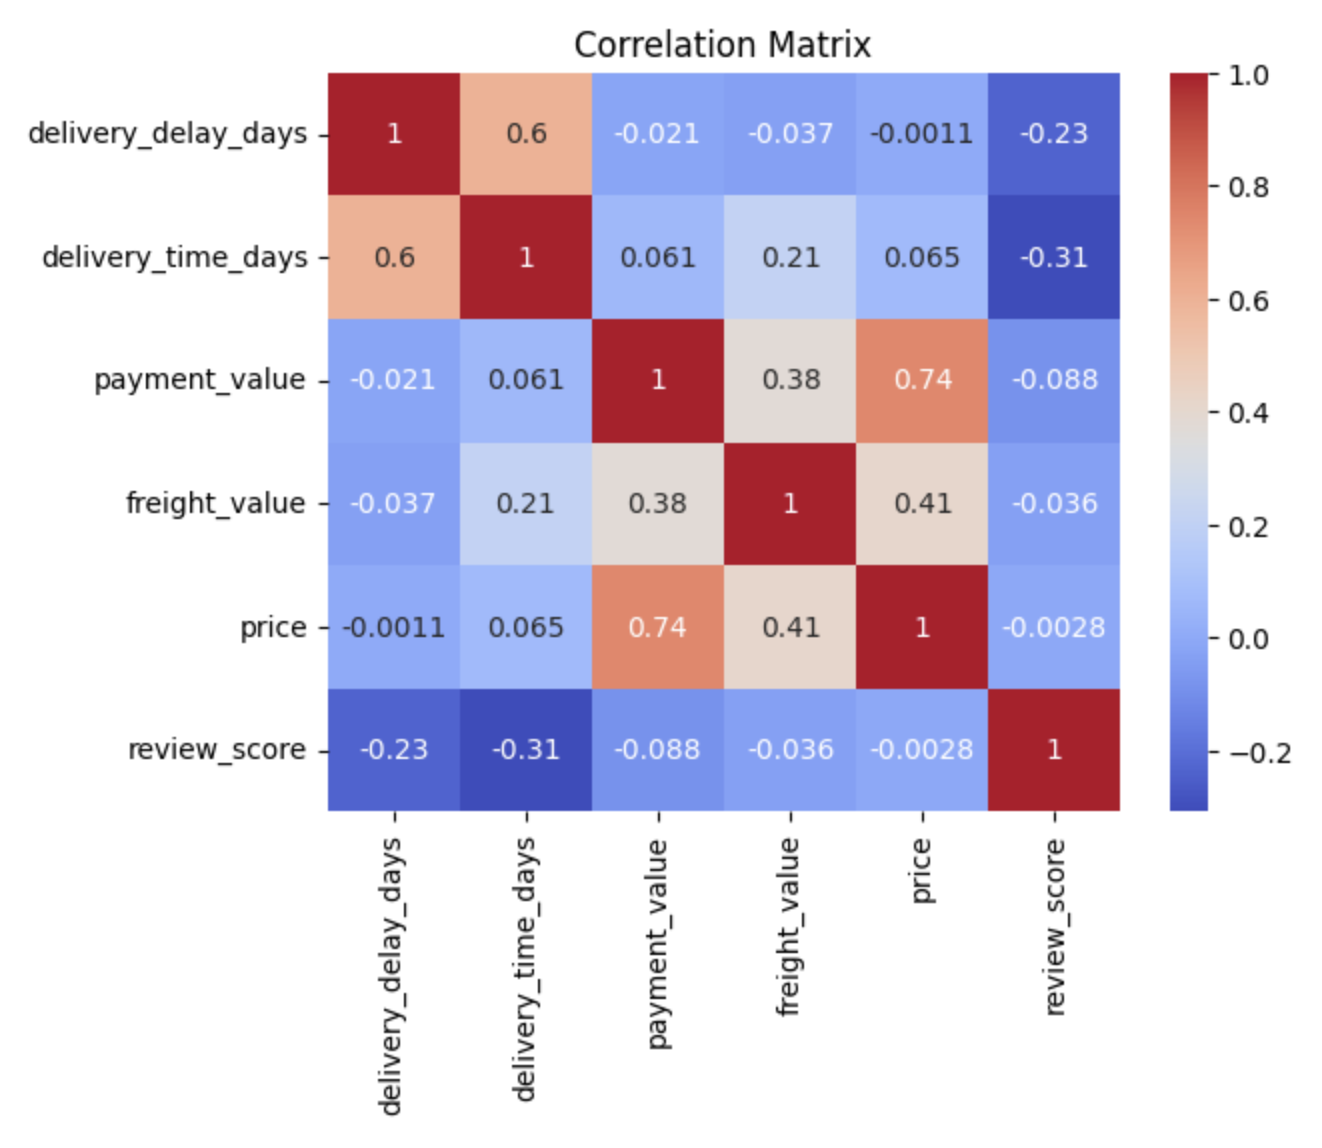 Correlation Matrix
delivery_delay_days 1 0.6 -0.021 -0.037 -0.0011 -0.23
delivery_time_days 0.6 1 0.061 0.21 0.065 -0.31
payment_value -0.021 0.061 1 0.38 0.74 -0.088
freight_value -0.037 0.21 0.38 1 0.41 -0.036
price -0.0011 0.065 0.74 0.41 1 -0.0028
review_score -0.23 -0.31 -0.088 -0.036 -0.0028 1
delivery_delay_days
delivery_time_days
payment_value
freight_value
price
review_score
1.0
0.8
0.6
0.4
0.2
0.0
−0.2